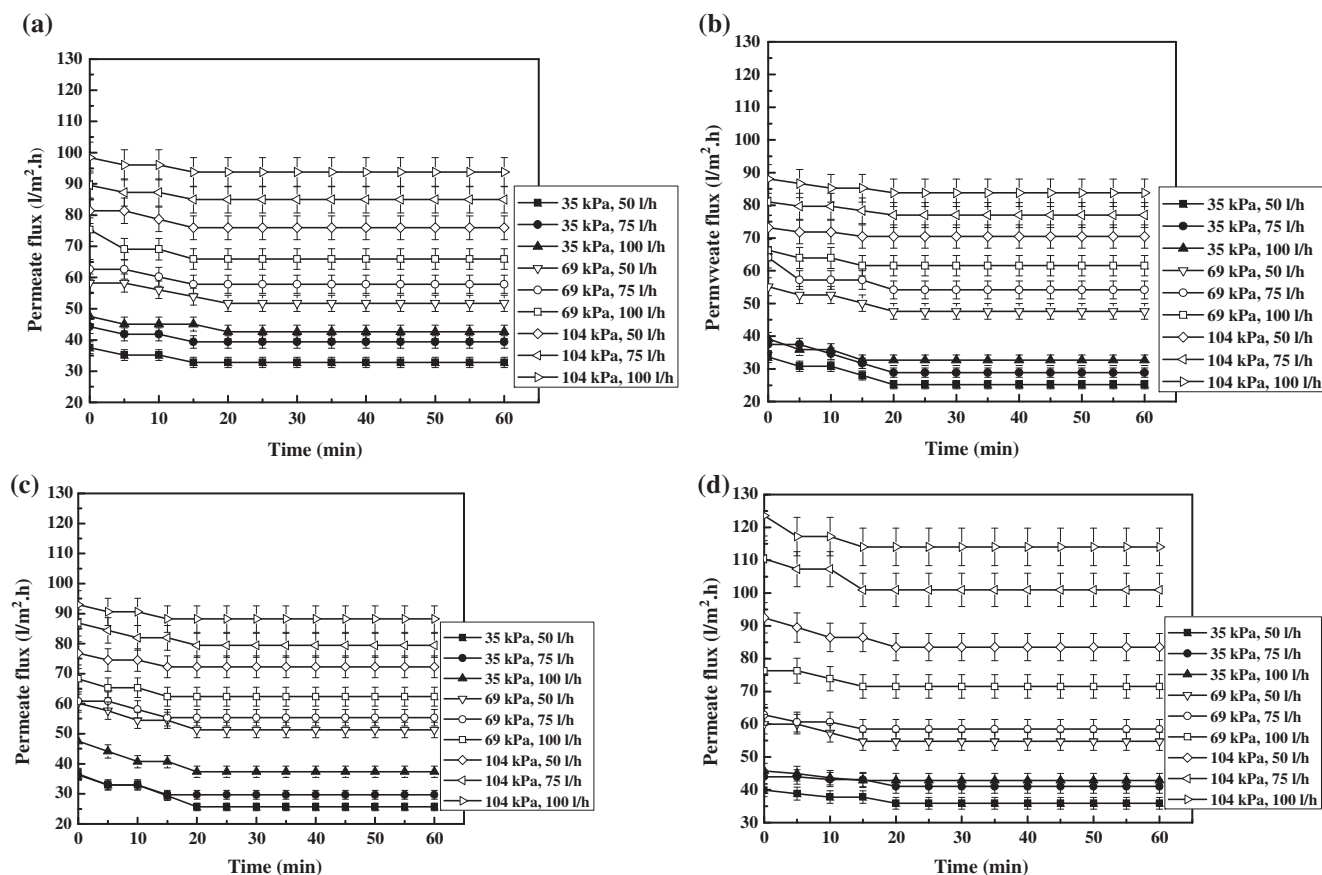 (a)
130
120
110
100
90
80
70
60
50
40
30
20
Permeate flux (l/m².h)
0 10 20 30 40 50 60
Time (min)
35 kPa, 50 l/h
35 kPa, 75 l/h
35 kPa, 100 l/h
69 kPa, 50 l/h
69 kPa, 75 l/h
69 kPa, 100 l/h
104 kPa, 50 l/h
104 kPa, 75 l/h
104 kPa, 100 l/h
(b)
130
120
110
100
90
80
70
60
50
40
30
20
Permvveate flux (l/m².h)
0 10 20 30 40 50 60
Time (min)
35 kPa, 50 l/h
35 kPa, 75 l/h
35 kPa, 100 l/h
69 kPa, 50 l/h
69 kPa, 75 l/h
69 kPa, 100 l/h
104 kPa, 50 l/h
104 kPa, 75 l/h
104 kPa, 100 l/h
(c)
130
120
110
100
90
80
70
60
50
40
30
20
Permeate flux (l/m².h)
0 10 20 30 40 50 60
Time (min)
35 kPa, 50 l/h
35 kPa, 75 l/h
35 kPa, 100 l/h
69 kPa, 50 l/h
69 kPa, 75 l/h
69 kPa, 100 l/h
104 kPa, 50 l/h
104 kPa, 75 l/h
104 kPa, 100 l/h
(d)
130
120
110
100
90
80
70
60
50
40
30
Permeate flux (l/m².h)
0 10 20 30 40 50 60
Time (min)
35 kPa, 50 l/h
35 kPa, 75 l/h
35 kPa, 100 l/h
69 kPa, 50 l/h
69 kPa, 75 l/h
69 kPa, 100 l/h
104 kPa, 50 l/h
104 kPa, 75 l/h
104 kPa, 100 l/h